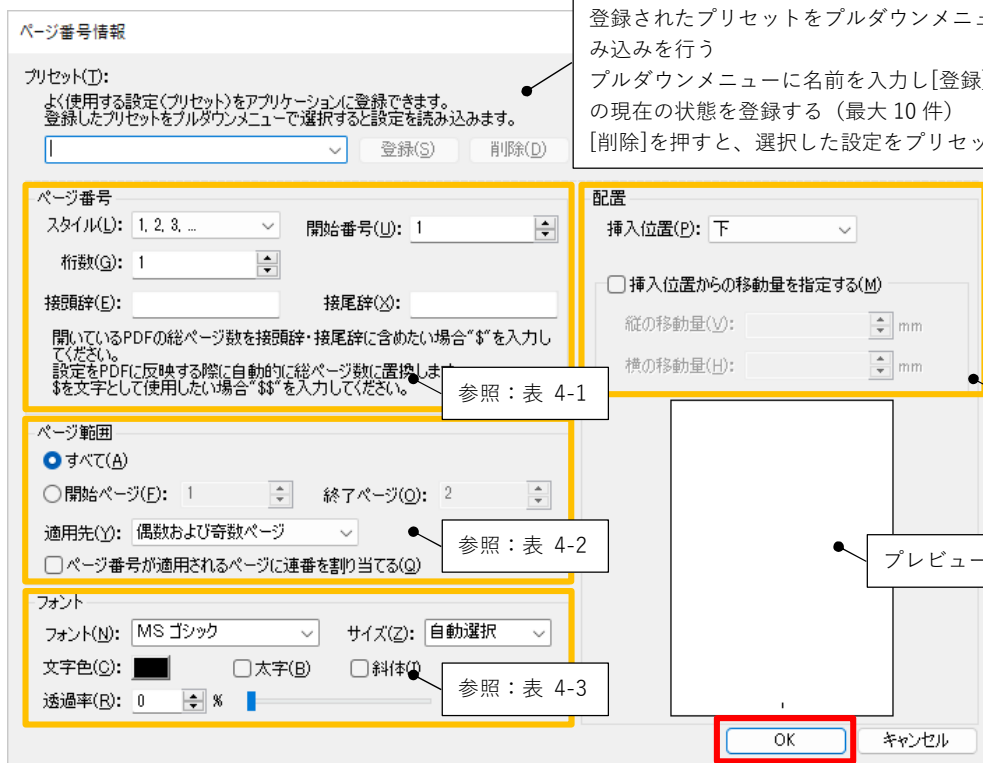 登録されたプリセットをプルダウンメニュ
み込みを行う
プルダウンメニューに名前を入力し[登録]
の現在の状態を登録する（最大 10 件）
[削除]を押すと、選択した設定をプリセッ
ページ番号情報
プリセット(T):
よく使用する設定(プリセット)をアプリケーションに登録できます。
登録したプリセットをプルダウンメニューで選択すると設定を読み込みます。
登録(S) 削除(D)
ページ番号
スタイル(L): 1, 2, 3, ... 開始番号(U): 1
桁数(G): 1
接頭辞(E): 接尾辞(X):
開いているPDFの総ページ数を接頭辞・接尾辞に含めたい場合“$”を入力し
てください。
設定をPDFに反映する際に自動的に総ページ数に置換しま
$を文字として使用したい場合“$$”を入力してください。
参照：表 4-1
配置
挿入位置(P): 下
挿入位置からの移動量を指定する(M)
縦の移動量(V): mm
横の移動量(H): mm
ページ範囲
すべて(A)
開始ページ(F): 1 終了ページ(O): 2
適用先(Y): 偶数および奇数ページ
ページ番号が適用されるページに連番を割り当てる(Q)
参照：表 4-2
プレビュー
フォント
フォント(N): MS ゴシック サイズ(Z): 自動選択
文字色(C): 太字(B) 斜体(I)
透過率(R): 0 %
参照：表 4-3
OK キャンセル